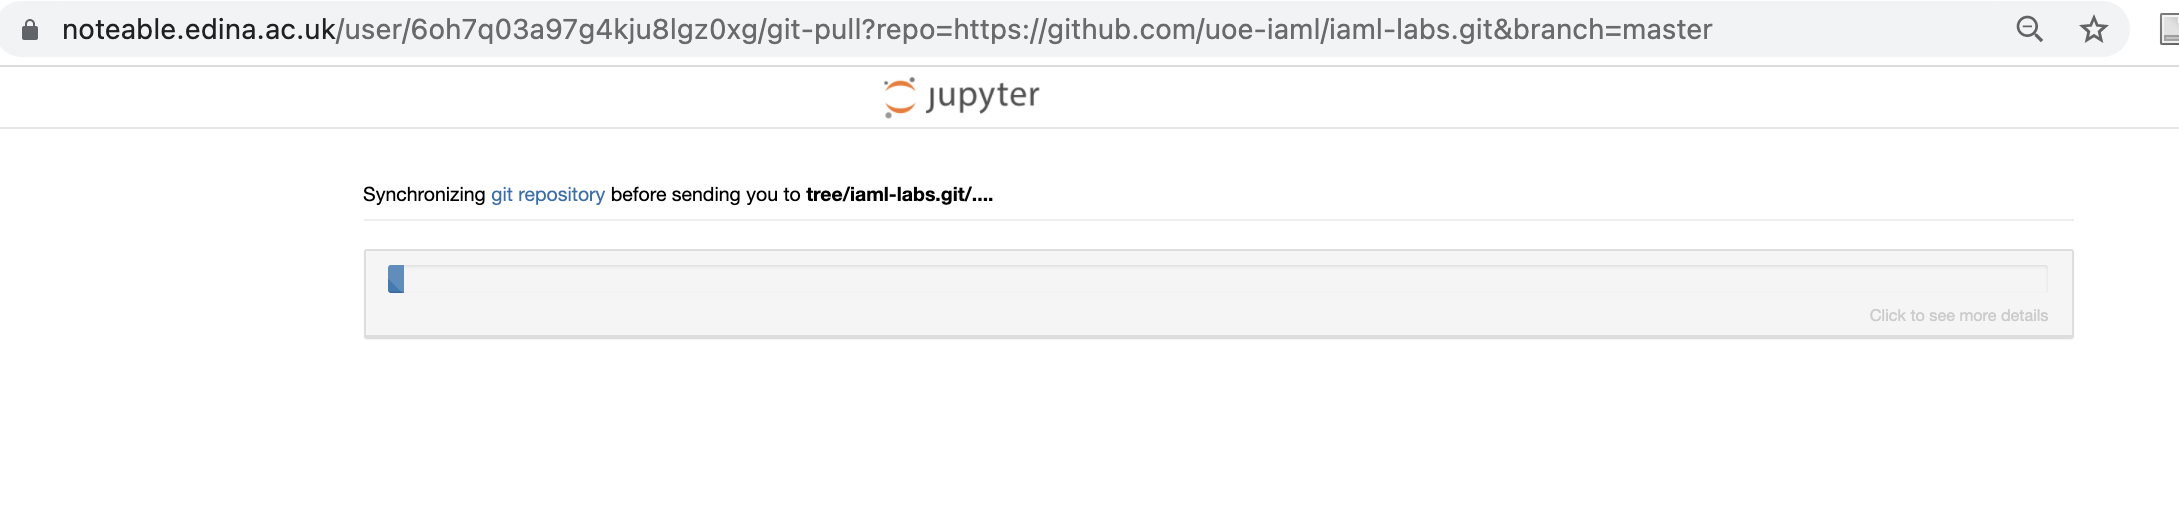 noteable.edina.ac.uk/user/6oh7q03a97g4kju8lgz0xg/git-pull?repo=https://github.com/uoe-iaml/iaml-labs.git&branch=master
jupyter
Synchronizing git repository before sending you to tree/iaml-labs.git/....
Click to see more details